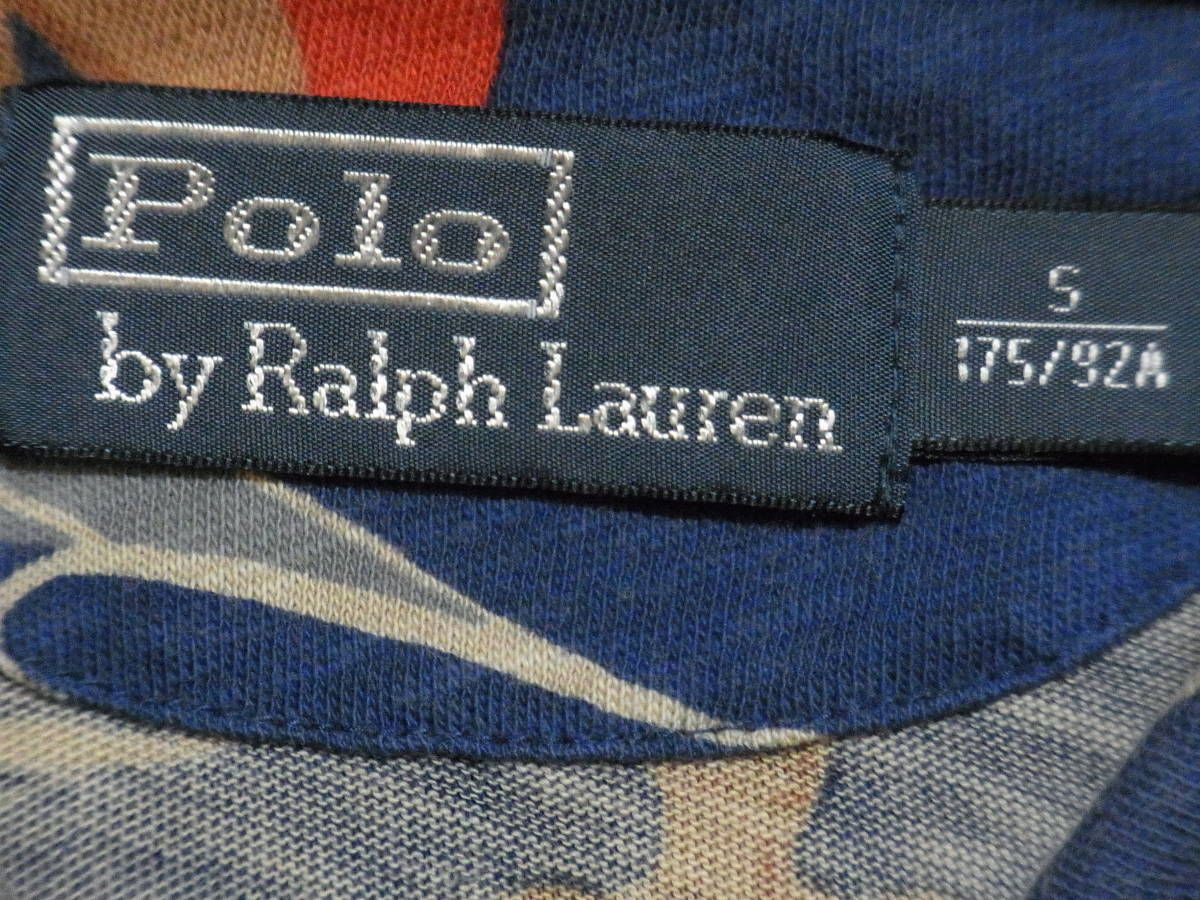 Polo
by Ralph Lauren
S
175/92A